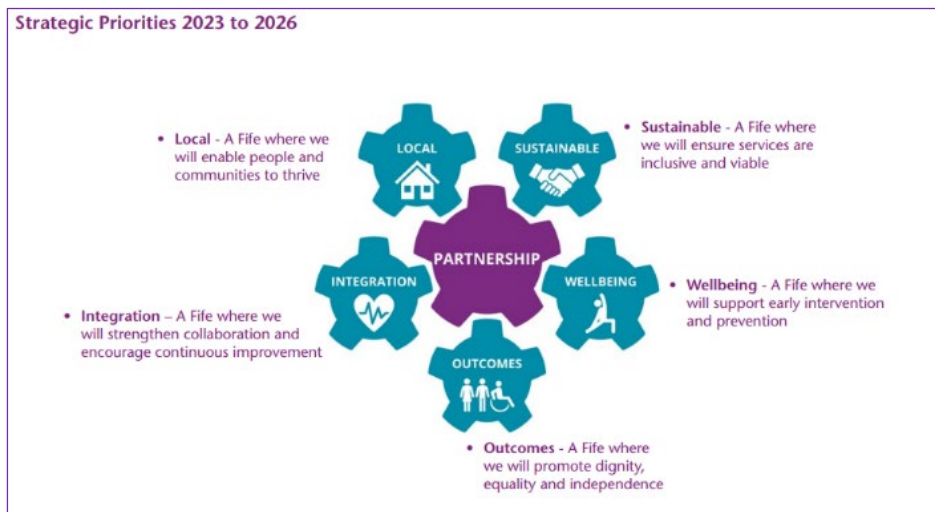 Strategic Priorities 2023 to 2026
• Local - A Fife where we
will enable people and
communities to thrive
LOCAL
SUSTAINABLE
• Sustainable - A Fife where
we will ensure services are
inclusive and viable
PARTNERSHIP
INTEGRATION
WELLBEING
• Integration – A Fife where we
will strengthen collaboration and
encourage continuous improvement
• Wellbeing - A Fife where we
will support early intervention
and prevention
OUTCOMES
• Outcomes - A Fife where
we will promote dignity,
equality and independence